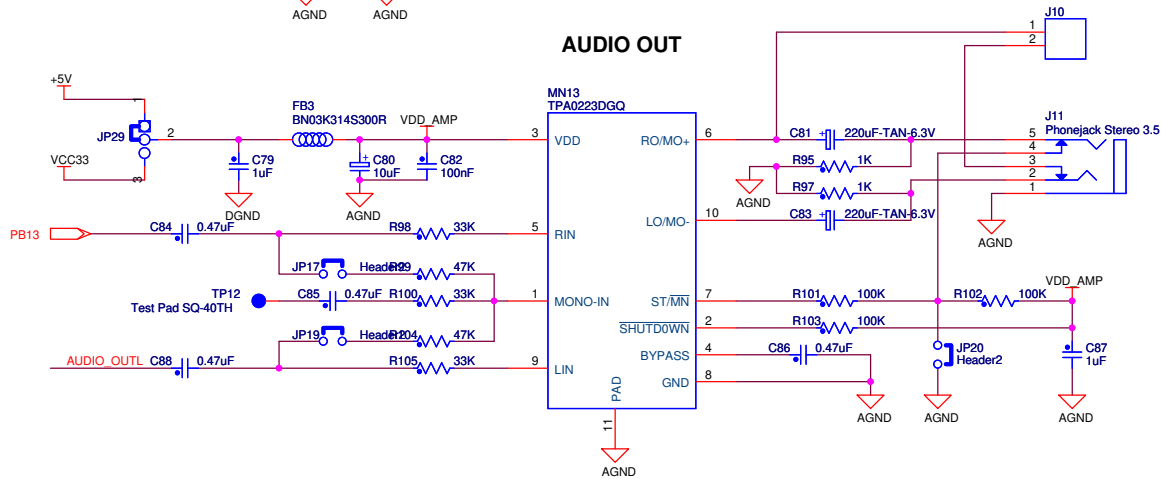 AGND AGND
AUDIO OUT
J10
1
2
+5V
1
JP29
2
VCC33
3
FB3
BN03K314S300R
VDD_AMP
C79
1uF
DGND
C80
10uF
+
C82
100nF
AGND
MN13
TPA0223DGQ
3 VDD
5 RIN
1 MONO-IN
9 LIN
RO/MO+ 6
LO/MO- 10
ST/MN 7
SHUTD0WN 2
BYPASS 4
GND 8
PAD
11
AGND
PB13
C84 0.47uF
R98 33K
JP17 Header2
R99 47K
TP12
Test Pad SQ-40TH
C85 0.47uF
R100 33K
JP19 Header2
R104 47K
AUDIO_OUTL
C88 0.47uF
R105 33K
C81 + 220uF-TAN-6.3V
R95 1K
AGND
R97 1K
C83 + 220uF-TAN-6.3V
J11
Phonejack Stereo 3.5
5
4
3
2
1
AGND
R101 100K
R102 100K
VDD_AMP
R103 100K
C86 0.47uF
AGND
JP20
Header2
AGND
C87
1uF
AGND